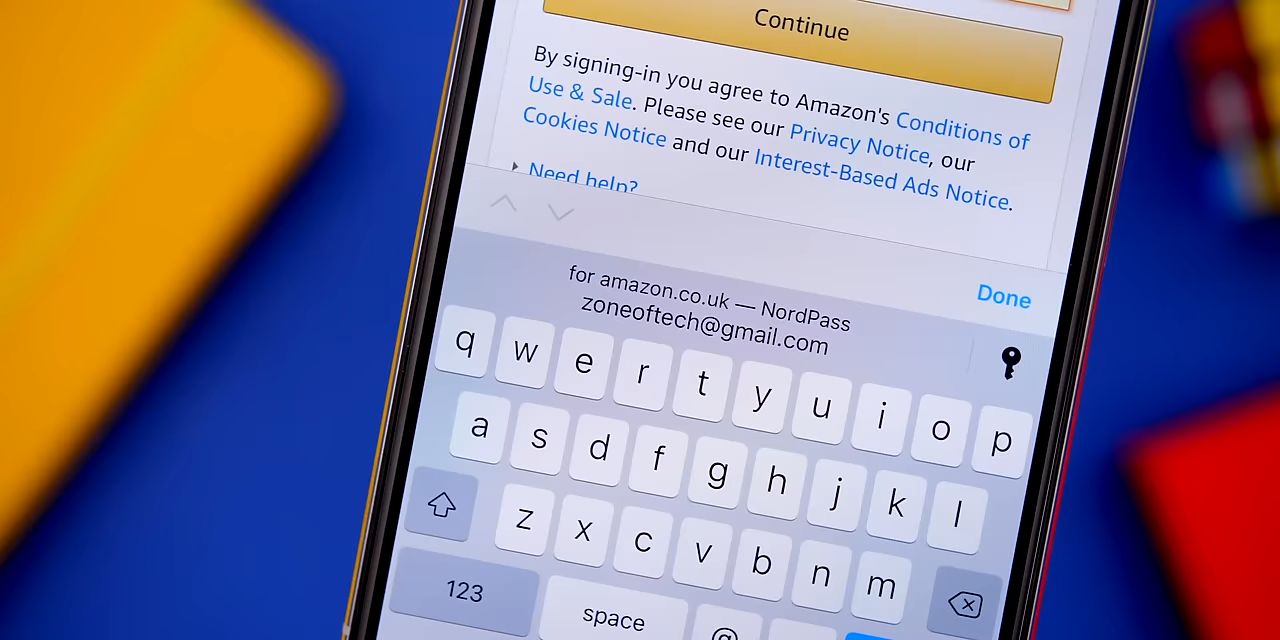 Continue
By signing-in you agree to Amazon's Conditions of
Use & Sale. Please see our Privacy Notice, our
Cookies Notice and our Interest-Based Ads Notice.
Need help?
Done
for amazon.co.uk — NordPass
zoneoftech@gmail.com
q w e r t y u i o p
a s d f g h j k l
z x c v b n m
123 space @